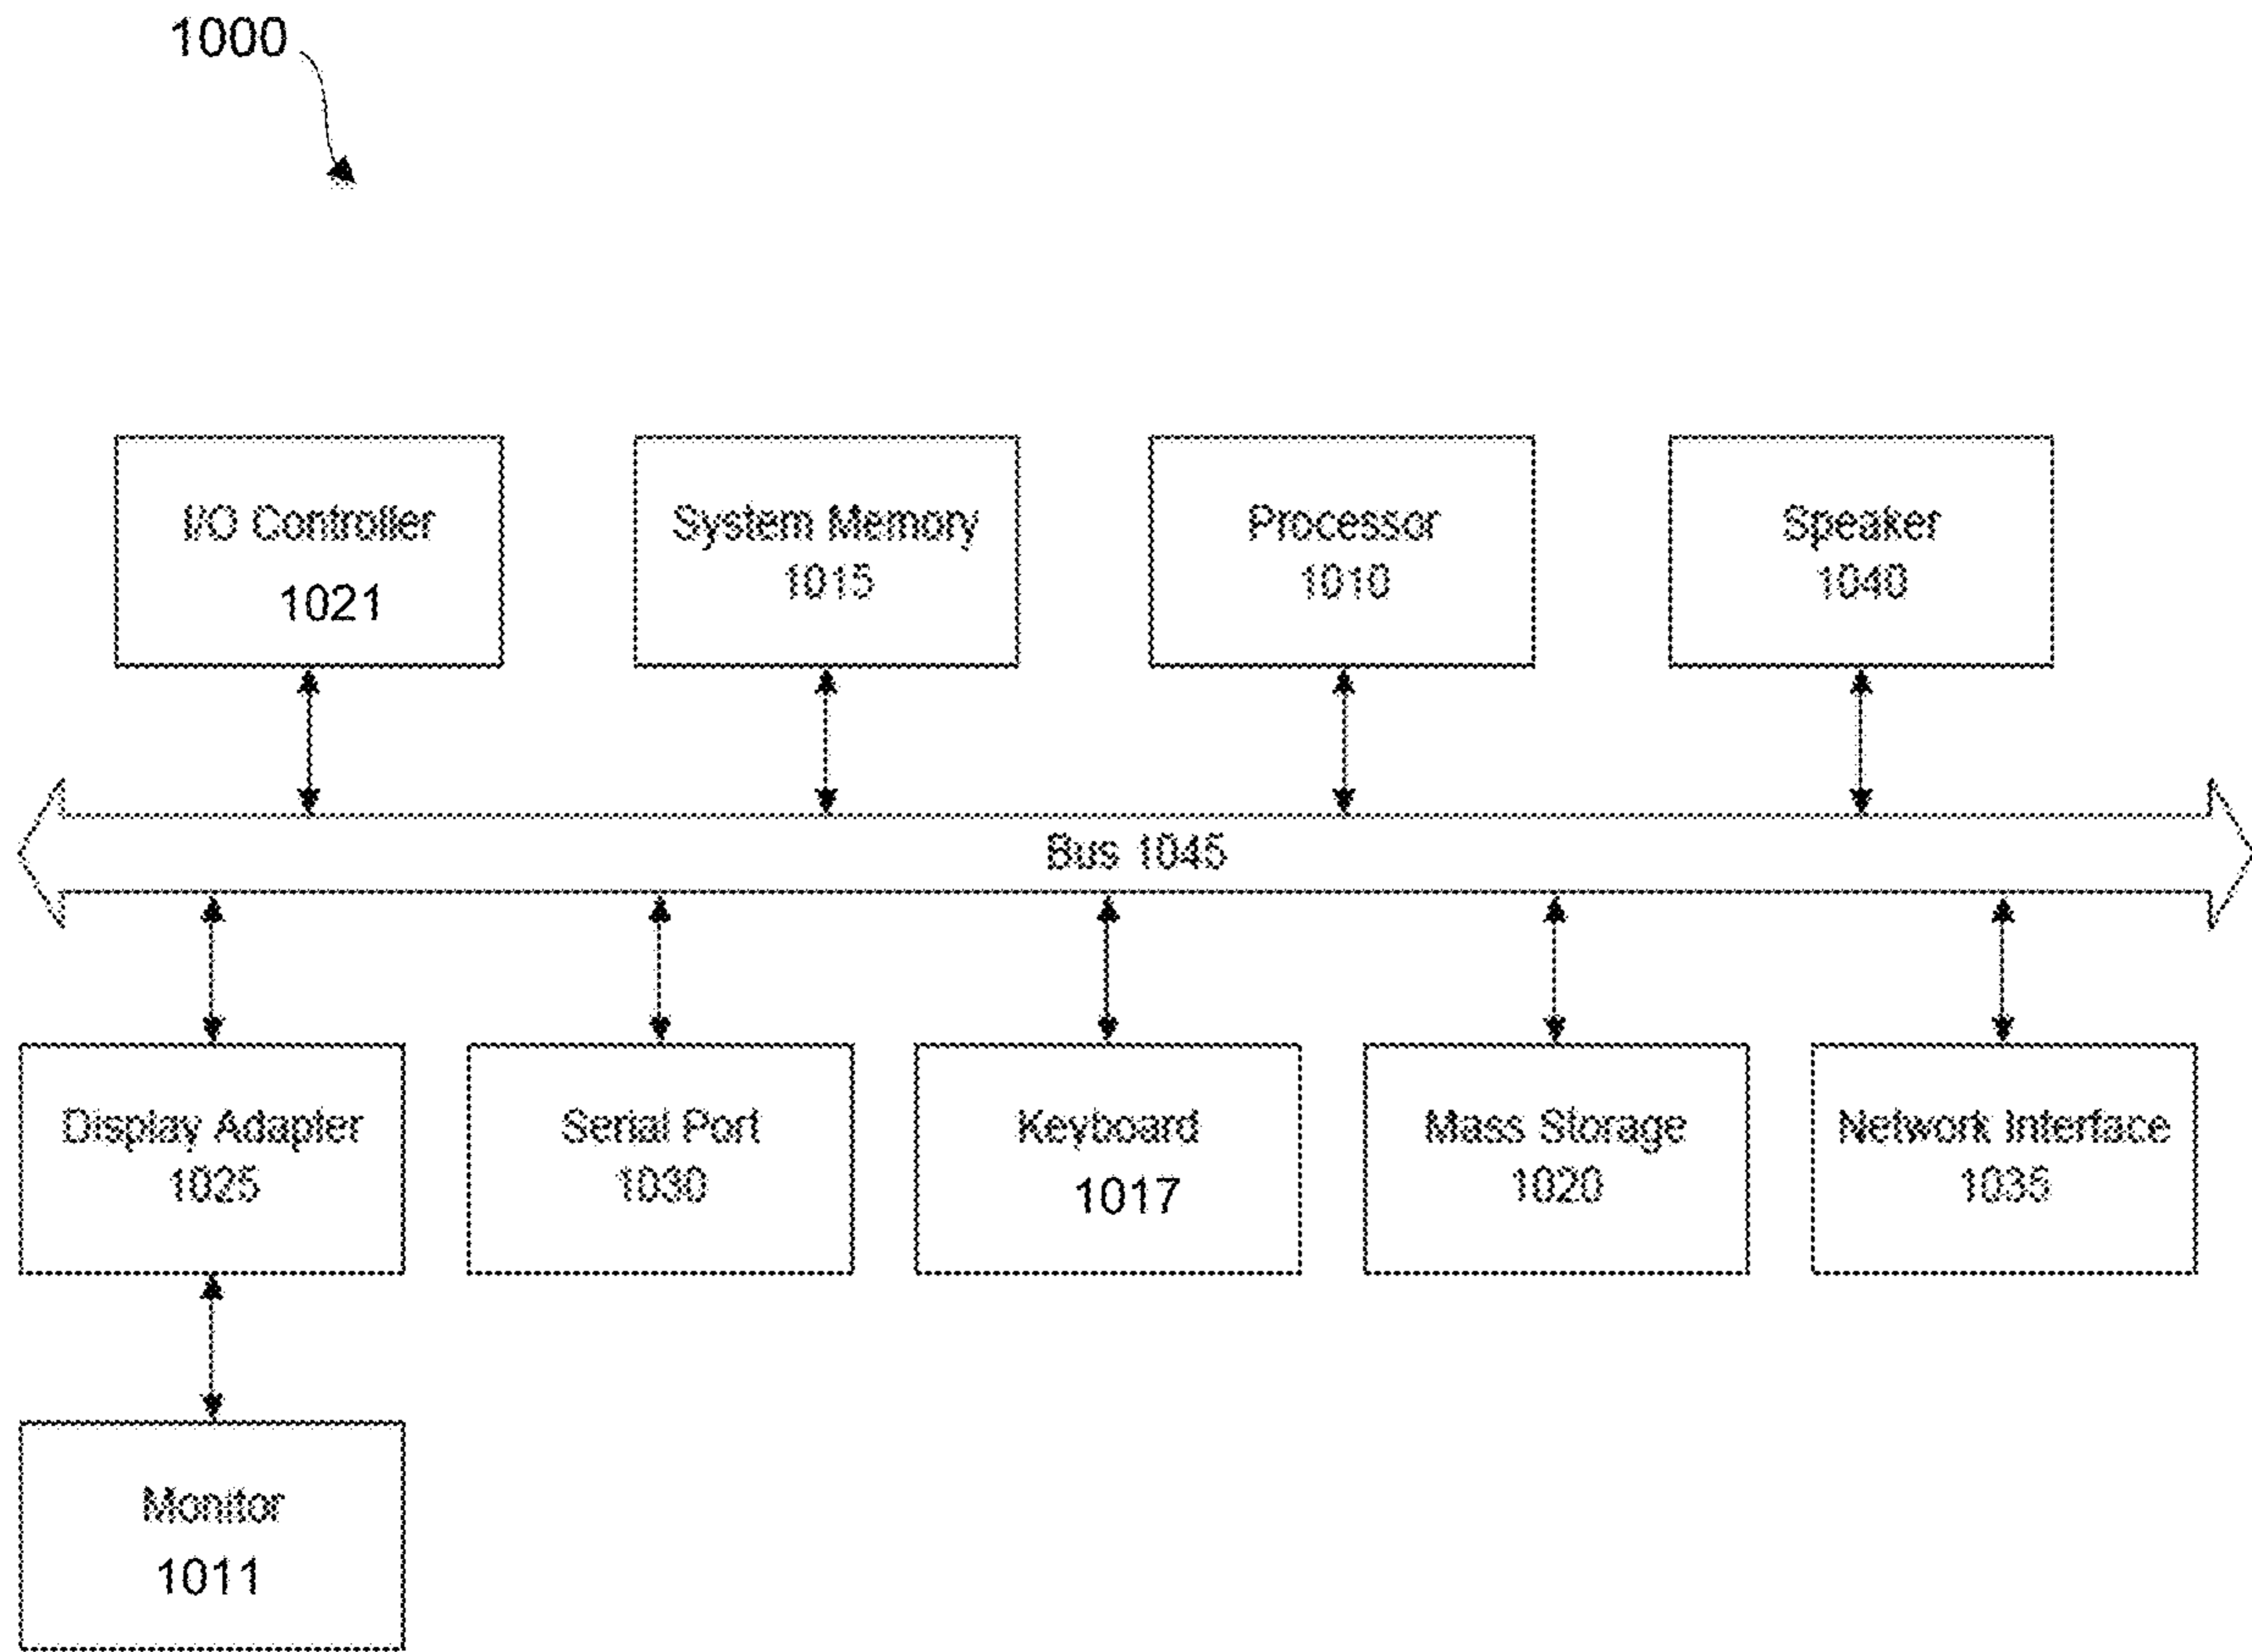 1000
I/O Controller
1021
System Memory
1015
Processor
1010
Speaker
1040
Bus 1045
Display Adapter
1025
Serial Port
1030
Keyboard
1017
Mass Storage
1020
Network Interface
1035
Monitor
1011